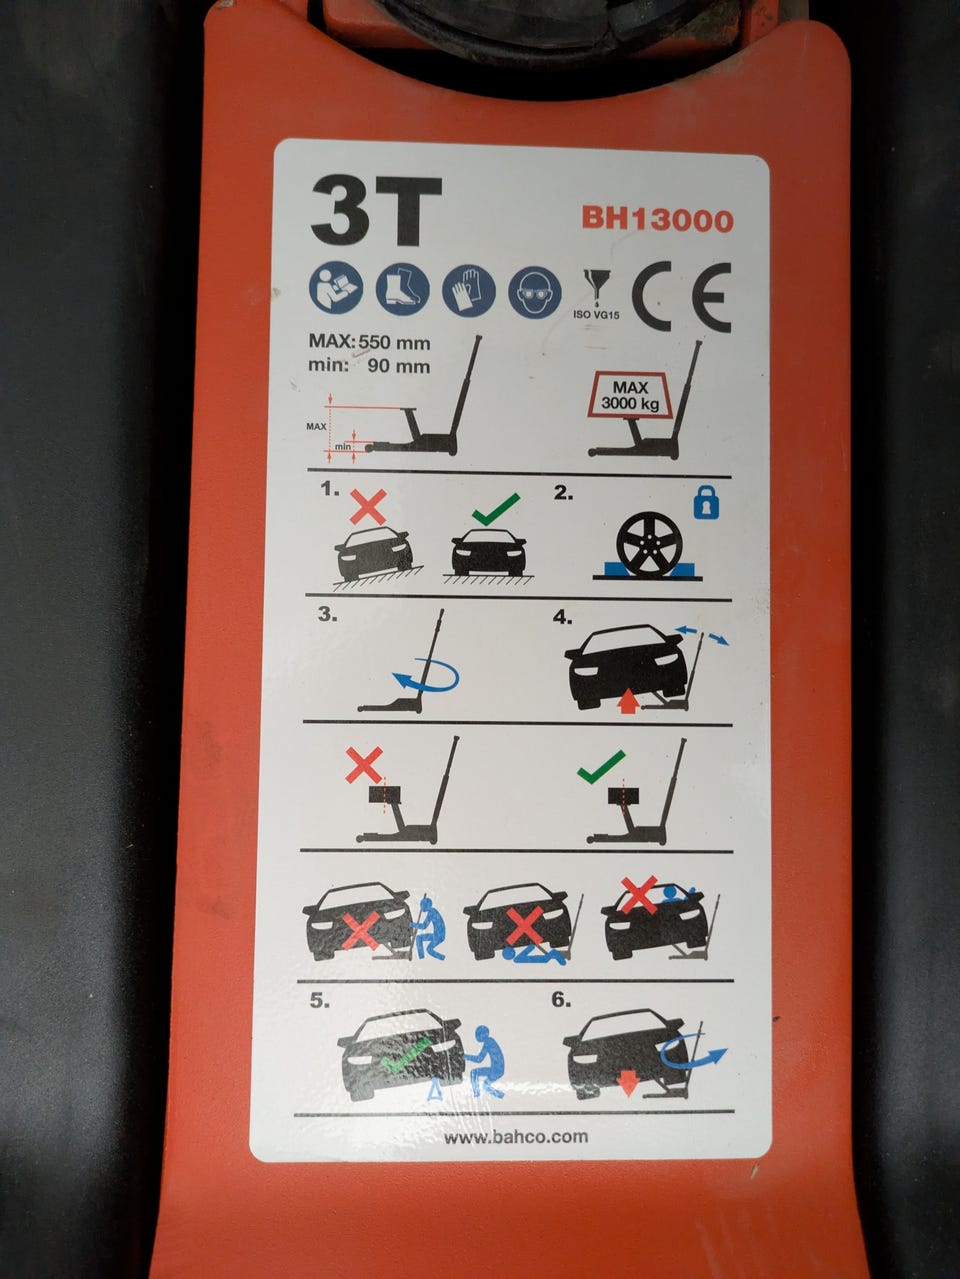 3T
BH13000
ISO VG15
CE
MAX: 550 mm
min: 90 mm
MAX
min
MAX
3000 kg
1.
2.
3.
4.
5.
6.
www.bahco.com